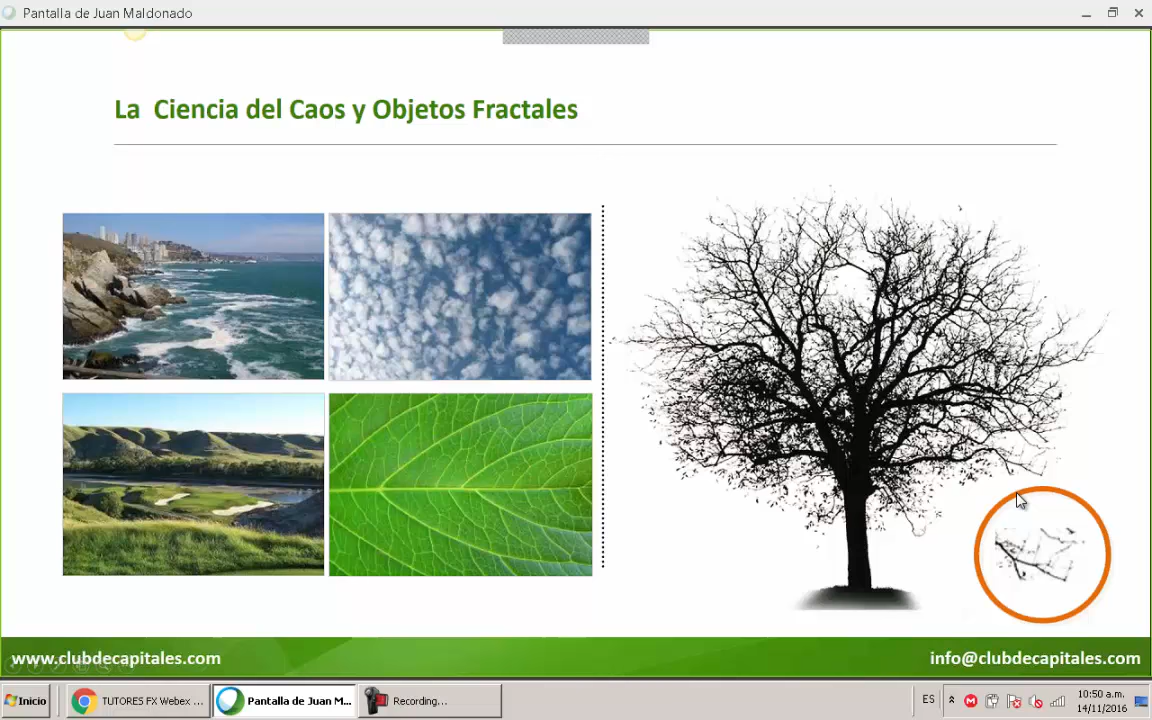 Pantalla de Juan Maldonado
La  Ciencia del Caos y Objetos Fractales
www.clubdecapitales.com
info@clubdecapitales.com
Inicio
TUTORES FX Webex ...
Pantalla de Juan M...
Recording...
ES
10:50 a.m.
14/11/2016